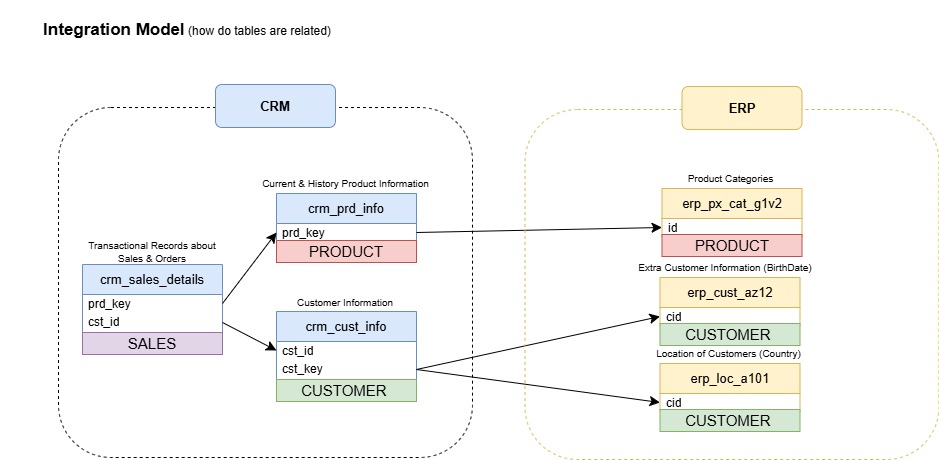 Integration Model (how do tables are related)
CRM
ERP
Current & History Product Information
crm_prd_info
prd_key
PRODUCT
Transactional Records about
Sales & Orders
crm_sales_details
prd_key
cst_id
SALES
Customer Information
crm_cust_info
cst_id
cst_key
CUSTOMER
Product Categories
erp_px_cat_g1v2
id
PRODUCT
Extra Customer Information (BirthDate)
erp_cust_az12
cid
CUSTOMER
Location of Customers (Country)
erp_loc_a101
cid
CUSTOMER